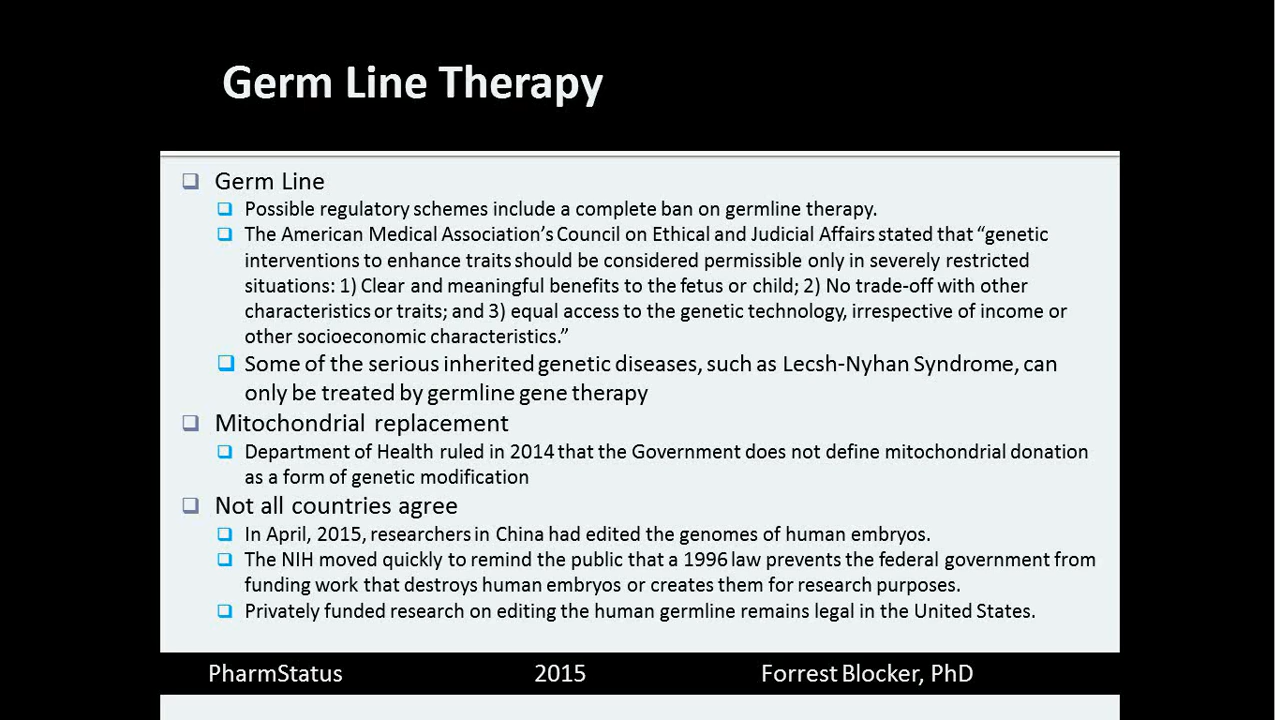 Germ Line Therapy
Germ Line
Possible regulatory schemes include a complete ban on germline therapy.
The American Medical Association's Council on Ethical and Judicial Affairs stated that “genetic
interventions to enhance traits should be considered permissible only in severely restricted
situations: 1) Clear and meaningful benefits to the fetus or child; 2) No trade-off with other
characteristics or traits; and 3) equal access to the genetic technology, irrespective of income or
other socioeconomic characteristics.”
Some of the serious inherited genetic diseases, such as Lecsh-Nyhan Syndrome, can
only be treated by germline gene therapy
Mitochondrial replacement
Department of Health ruled in 2014 that the Government does not define mitochondrial donation
as a form of genetic modification
Not all countries agree
In April, 2015, researchers in China had edited the genomes of human embryos.
The NIH moved quickly to remind the public that a 1996 law prevents the federal government from
funding work that destroys human embryos or creates them for research purposes.
Privately funded research on editing the human germline remains legal in the United States.
PharmStatus 2015 Forrest Blocker, PhD